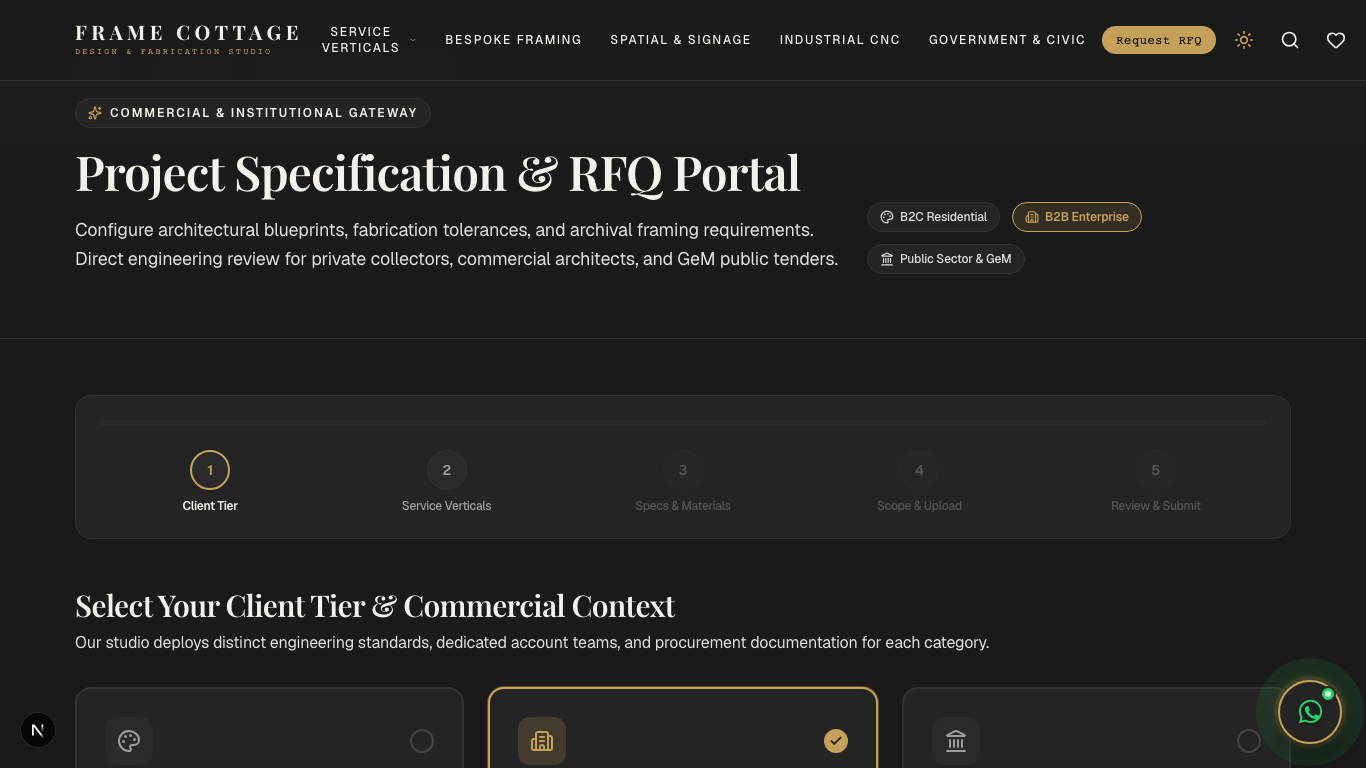 FRAME COTTAGE
DESIGN & FABRICATION STUDIO
SERVICE
VERTICALS
BESPOKE FRAMING
SPATIAL & SIGNAGE
INDUSTRIAL CNC
GOVERNMENT & CIVIC
Request RFQ
COMMERCIAL & INSTITUTIONAL GATEWAY
Project Specification & RFQ Portal
Configure architectural blueprints, fabrication tolerances, and archival framing requirements.
Direct engineering review for private collectors, commercial architects, and GeM public tenders.
B2C Residential
B2B Enterprise
Public Sector & GeM
1
2
3
4
5
Client Tier
Service Verticals
Specs & Materials
Scope & Upload
Review & Submit
Select Your Client Tier & Commercial Context
Our studio deploys distinct engineering standards, dedicated account teams, and procurement documentation for each category.
N